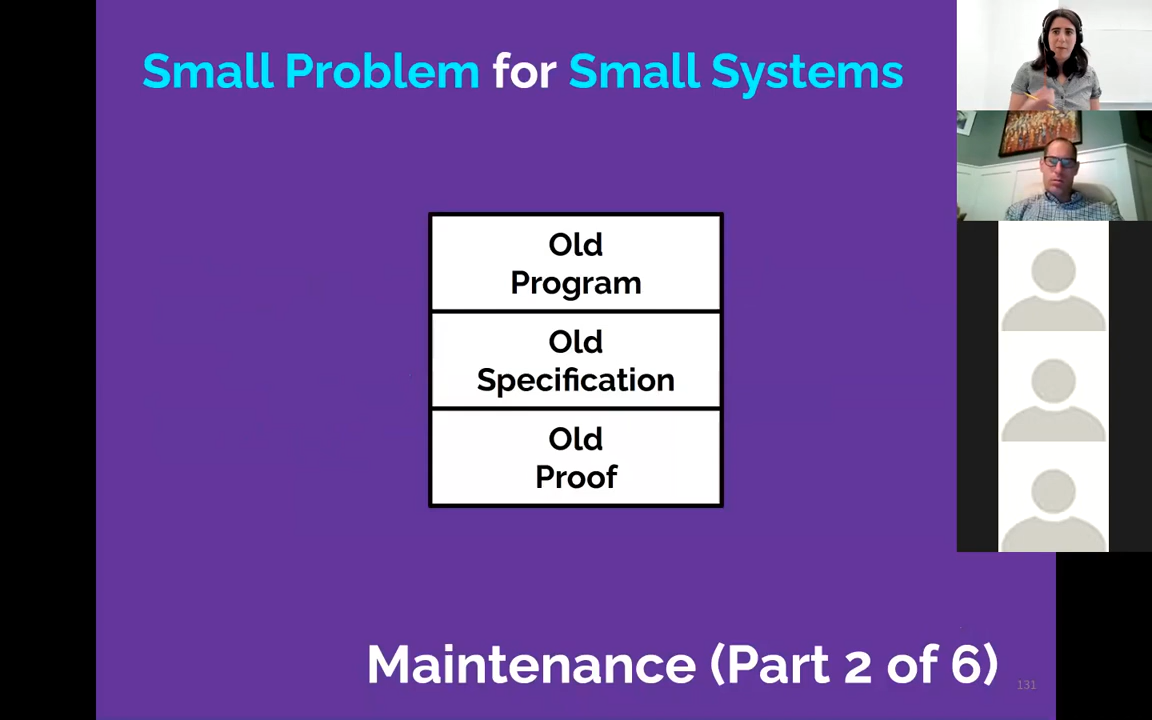 Small Problem for Small Systems
Old
Program
Old
Specification
Old
Proof
Maintenance (Part 2 of 6)
131